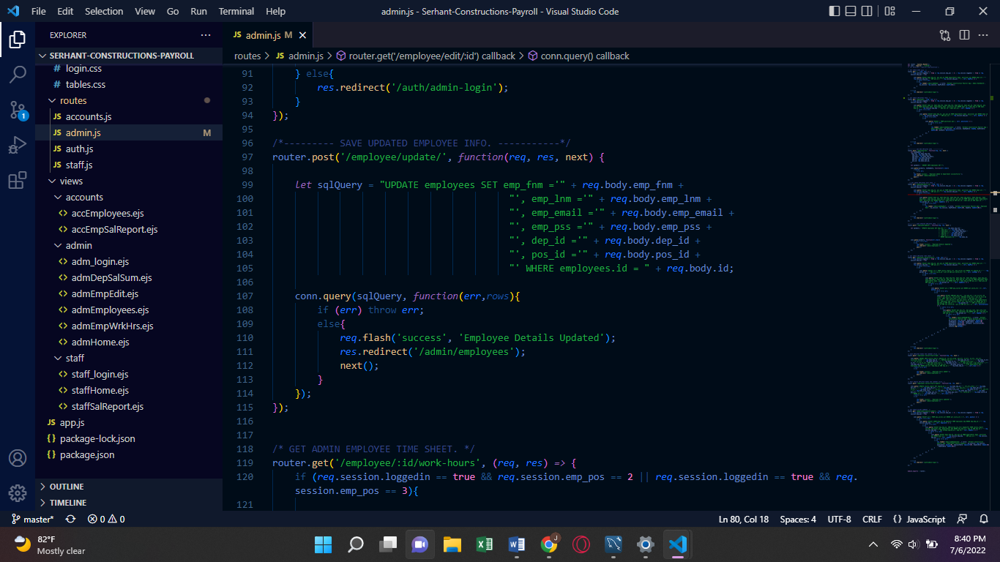 File Edit Selection View Go Run Terminal Help
admin.js - Serhant-Constructions-Payroll - Visual Studio Code
EXPLORER
SERHANT-CONSTRUCTIONS-PAYROLL
# login.css
# tables.css
routes
JS accounts.js
JS admin.js M
JS auth.js
JS staff.js
views
accounts
<> accEmployees.ejs
<> accEmpSalReport.ejs
admin
<> adm_login.ejs
<> admDepSalSum.ejs
<> admEmpEdit.ejs
<> admEmployees.ejs
<> admEmpWrkHrs.ejs
<> admHome.ejs
staff
<> staff_login.ejs
<> staffHome.ejs
<> staffSalReport.ejs
JS app.js
{} package-lock.json
{} package.json
OUTLINE
TIMELINE
1
JS admin.js M
routes > JS admin.js > router.get('/employee/edit/:id') callback > conn.query() callback
91 } else{
92 res.redirect('/auth/admin-login');
93 }
94 });
95
96 /*--------- SAVE UPDATED EMPLOYEE INFO. -----------*/
97 router.post('/employee/update/', function(req, res, next) {
98
99 let sqlQuery = "UPDATE employees SET emp_fnm ='" + req.body.emp_fnm +
100 "', emp_lnm ='" + req.body.emp_lnm +
101 "', emp_email ='" + req.body.emp_email +
102 "', emp_pss ='" + req.body.emp_pss +
103 "', dep_id ='" + req.body.dep_id +
104 "', pos_id ='" + req.body.pos_id +
105 "' WHERE employees.id = " + req.body.id;
106
107 conn.query(sqlQuery, function(err,rows){
108 if (err) throw err;
109 else{
110 req.flash('success', 'Employee Details Updated');
111 res.redirect('/admin/employees');
112 next();
113 }
114 });
115 });
116
117
118 /* GET ADMIN EMPLOYEE TIME SHEET. */
119 router.get('/employee/:id/work-hours', (req, res) => {
120 if (req.session.loggedin == true && req.session.emp_pos == 2 || req.session.loggedin == true && req.
session.emp_pos == 3){
121
master* 0 0
Ln 80, Col 18 Spaces: 4 UTF-8 CRLF {} JavaScript
82°F
Mostly clear
J
8:40 PM
7/6/2022